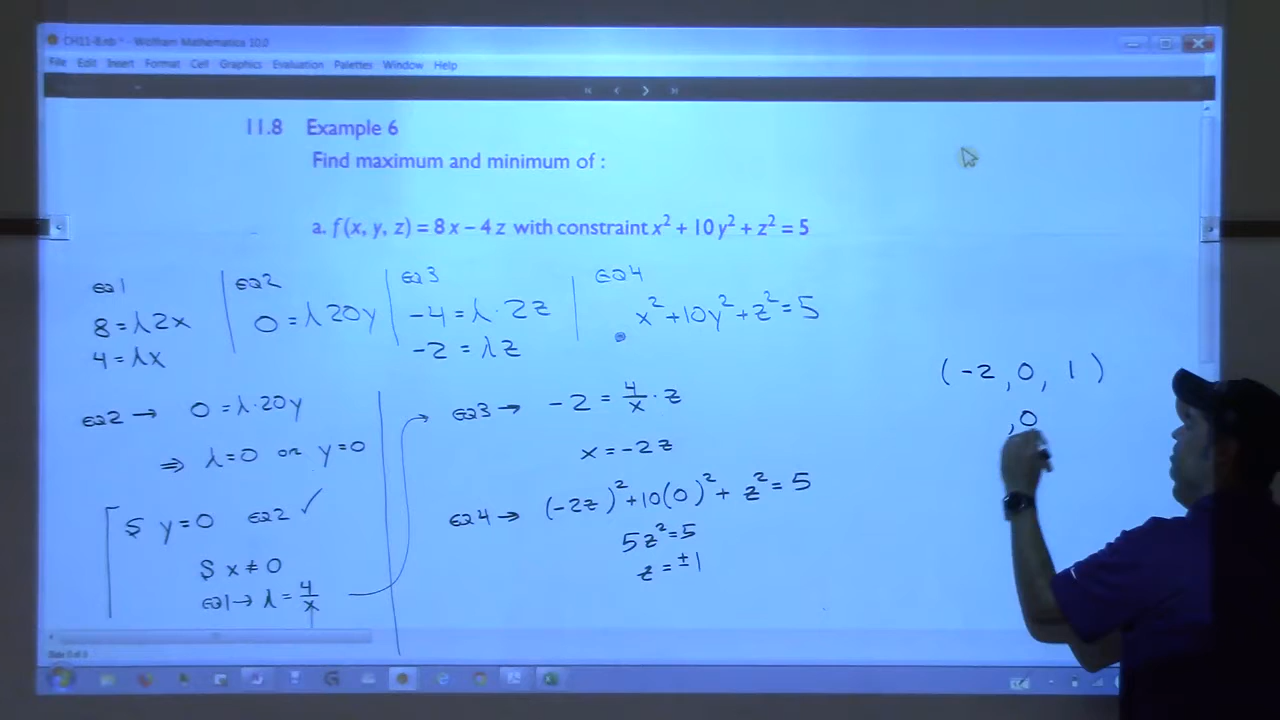 CH11-8.nb * - Wolfram Mathematica 10.0
File Edit Insert Format Cell Graphics Evaluation Palettes Window Help
11.8 Example 6
Find maximum and minimum of :
a. f(x, y, z) = 8x − 4z with constraint x² + 10y² + z² = 5
EQ1
8 = λ2x
4 = λx
EQ2
0 = λ20y
EQ3
-4 = λ·2z
-2 = λz
EQ4
x² + 10y² + z² = 5
EQ2 → 0 = λ·20y
⇒ λ=0 or y=0
S y=0 EQ2 ✓
S x≠0
EQ1 → λ = 4/x
EQ3 → -2 = 4/x · z
x = -2z
EQ4 → (-2z)² + 10(0)² + z² = 5
5z² = 5
z = ±1
(-2, 0, 1)
,0